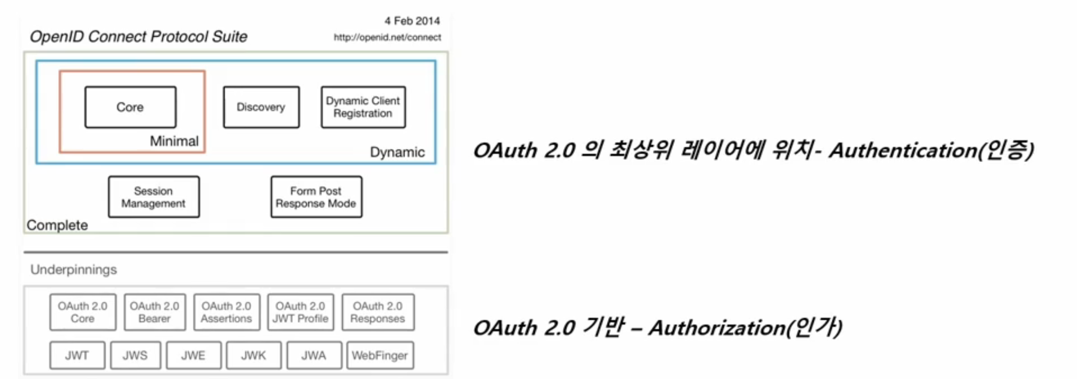 4 Feb 2014
OpenID Connect Protocol Suite
http://openid.net/connect
Core
Discovery
Dynamic Client
Registration
Minimal
Dynamic
Session
Management
Form Post
Response Mode
Complete
OAuth 2.0 의 최상위 레이어에 위치- Authentication(인증)
Underpinnings
OAuth 2.0
Core
OAuth 2.0
Bearer
OAuth 2.0
Assertions
OAuth 2.0
JWT Profile
OAuth 2.0
Responses
JWT
JWS
JWE
JWK
JWA
WebFinger
OAuth 2.0 기반 – Authorization(인가)